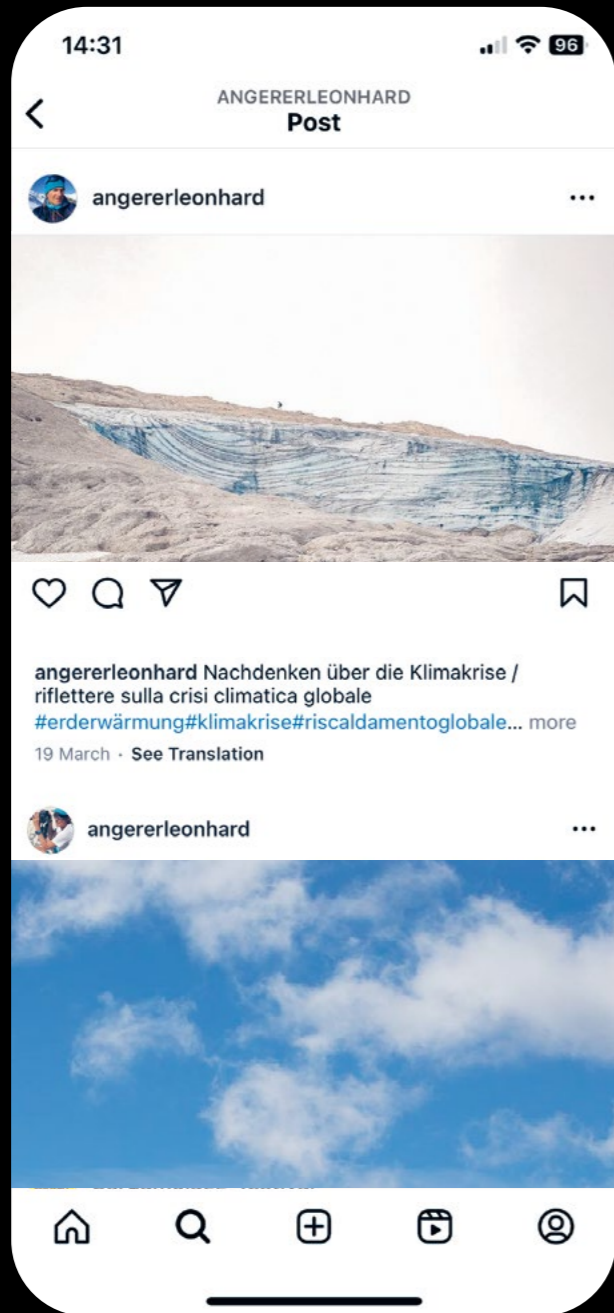 14:31
96
ANGERERLEONHARD
Post
angererleonhard
angererleonhard Nachdenken über die Klimakrise /
riflettere sulla crisi climatica globale
#erderwärmung#klimakrise#riscaldamentoglobale... more
19 March · See Translation
angererleonhard